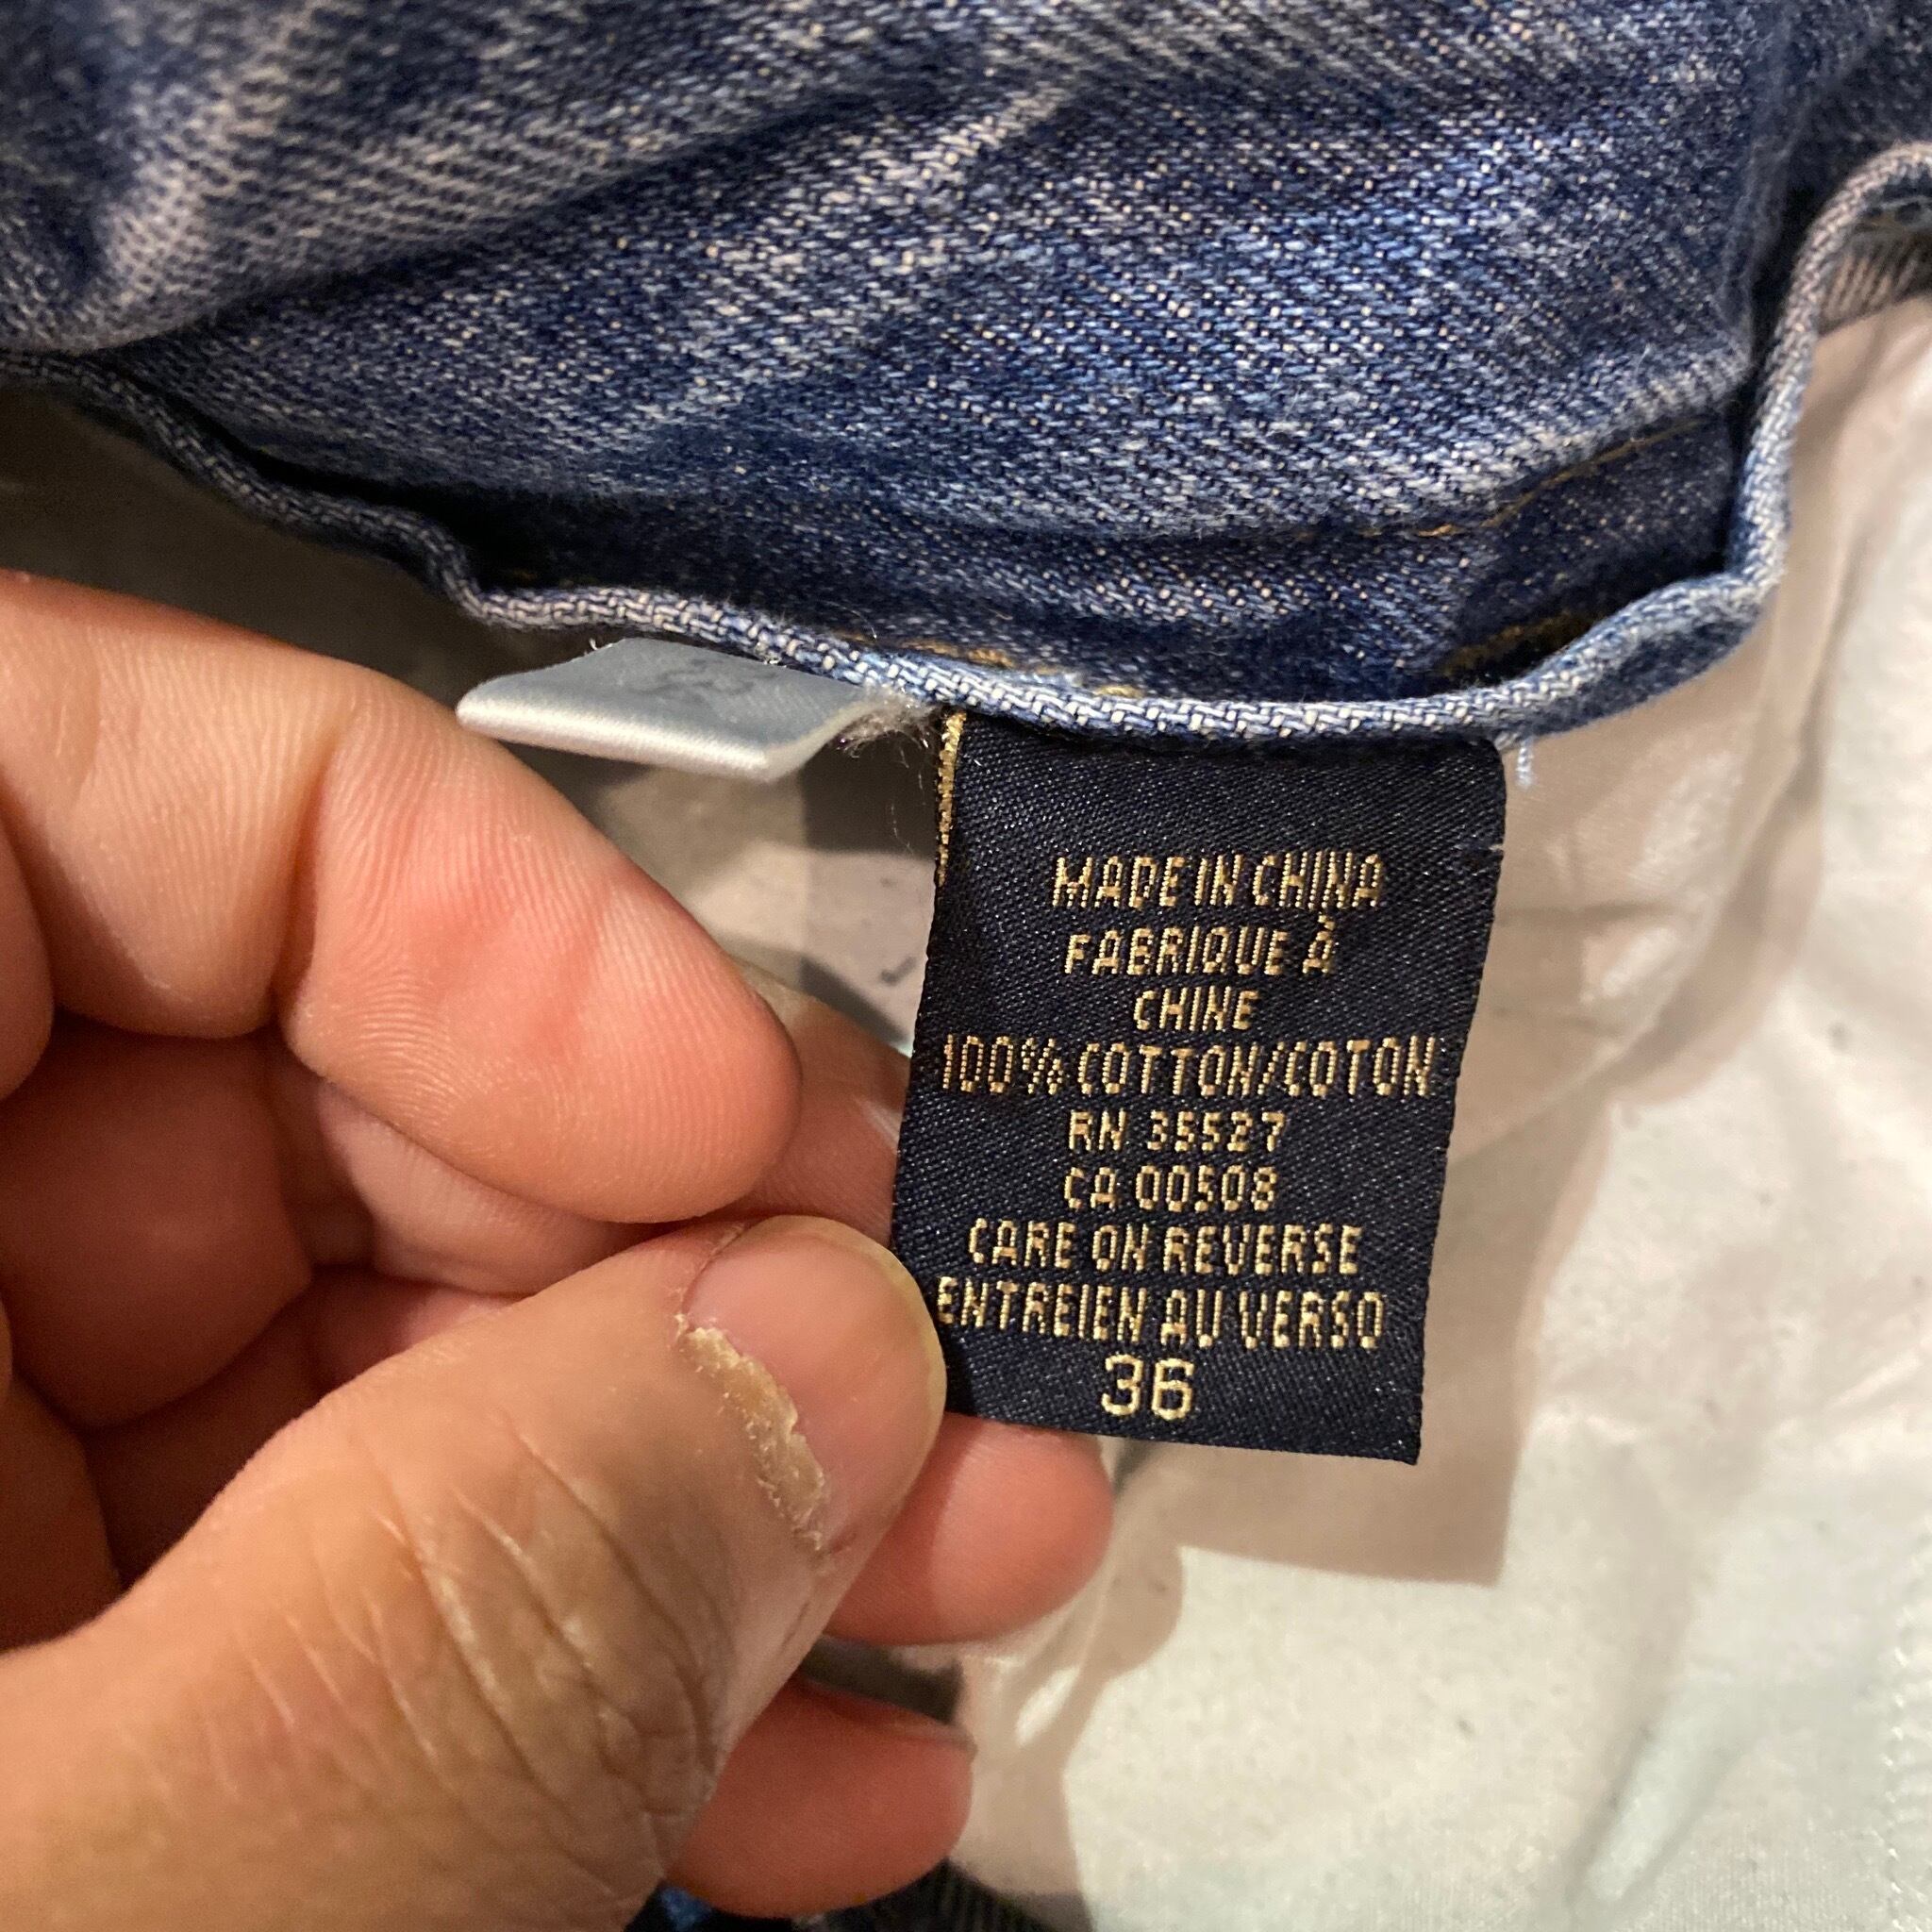 MADE IN CHINA
FABRIQUE À
CHINE
100% COTTON/COTON
RN 35527
CA 00508
CARE ON REVERSE
ENTREIEN AU VERSO
36